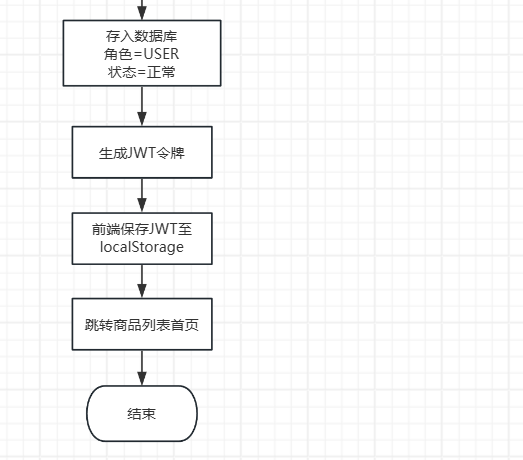 存入数据库
角色=USER
状态=正常
生成JWT令牌
前端保存JWT至
localStorage
跳转商品列表首页
结束